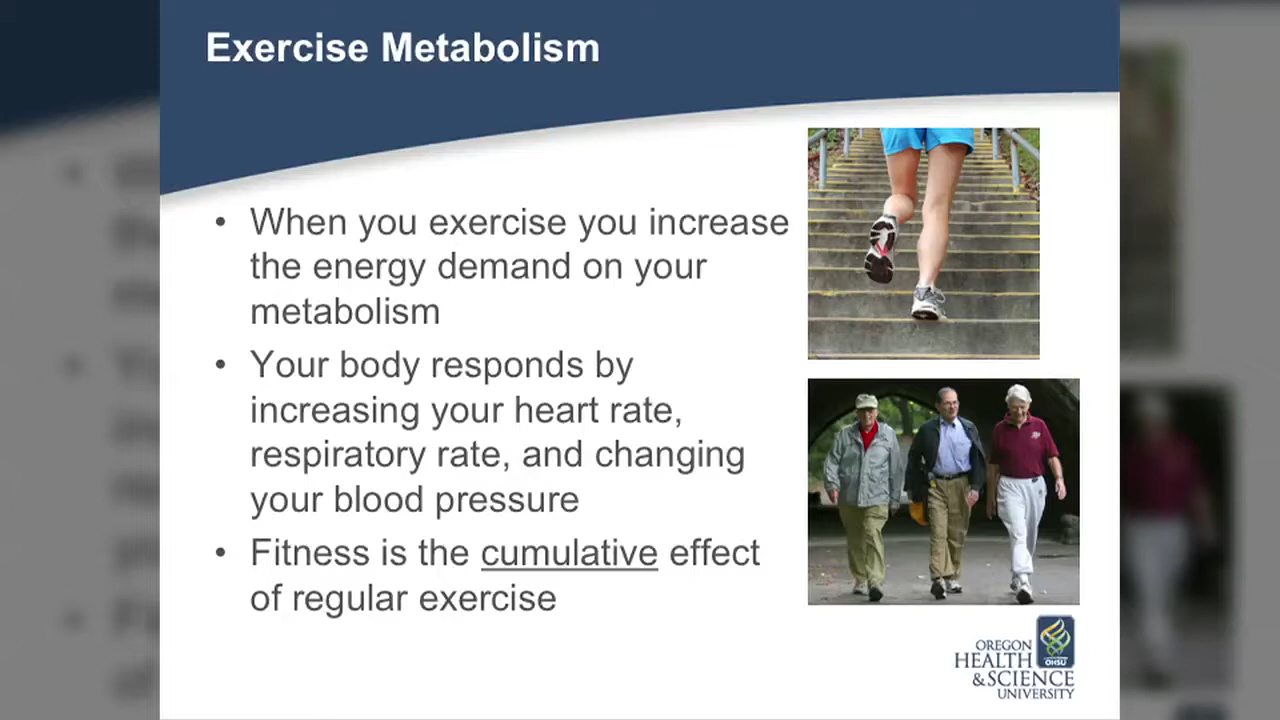 Exercise Metabolism
• When you exercise you increase
the energy demand on your
metabolism
• Your body responds by
increasing your heart rate,
respiratory rate, and changing
your blood pressure
• Fitness is the cumulative effect
of regular exercise
OREGON
HEALTH
& SCIENCE
UNIVERSITY
OHSU